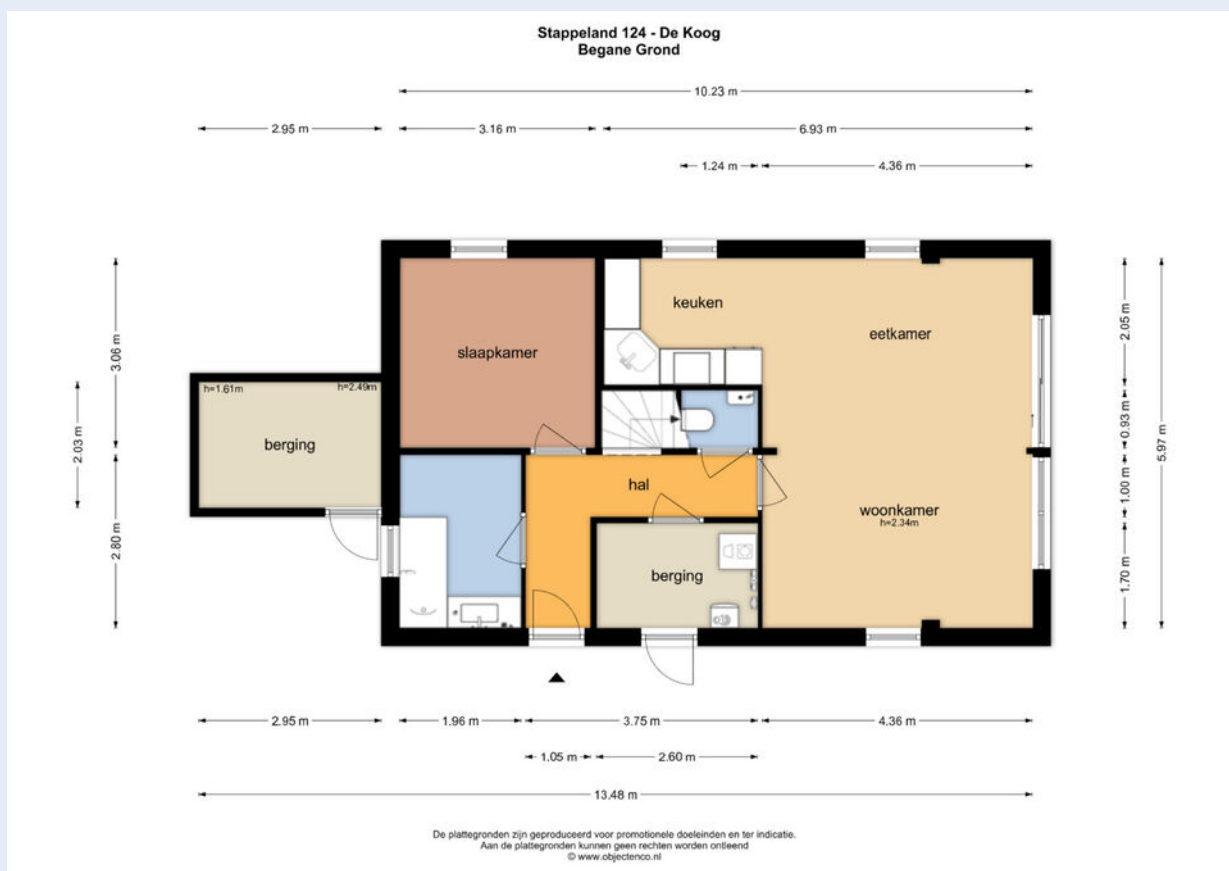 Stappeland 124 - De Koog
Begane Grond
10.23 m
2.95 m
3.16 m
6.93 m
1.24 m
4.36 m
keuken
eetkamer
slaapkamer
3.06 m
2.05 m
h=1.61m
h=2.49m
berging
2.03 m
0.93 m
5.97 m
hal
1.00 m
woonkamer
h=2.34m
2.80 m
berging
1.70 m
2.95 m
1.96 m
3.75 m
4.36 m
1.05 m
2.60 m
13.48 m
De plattegronden zijn geproduceerd voor promotionele doeleinden en ter indicatie.
Aan de plattegronden kunnen geen rechten worden ontleend
© www.objectenco.nl